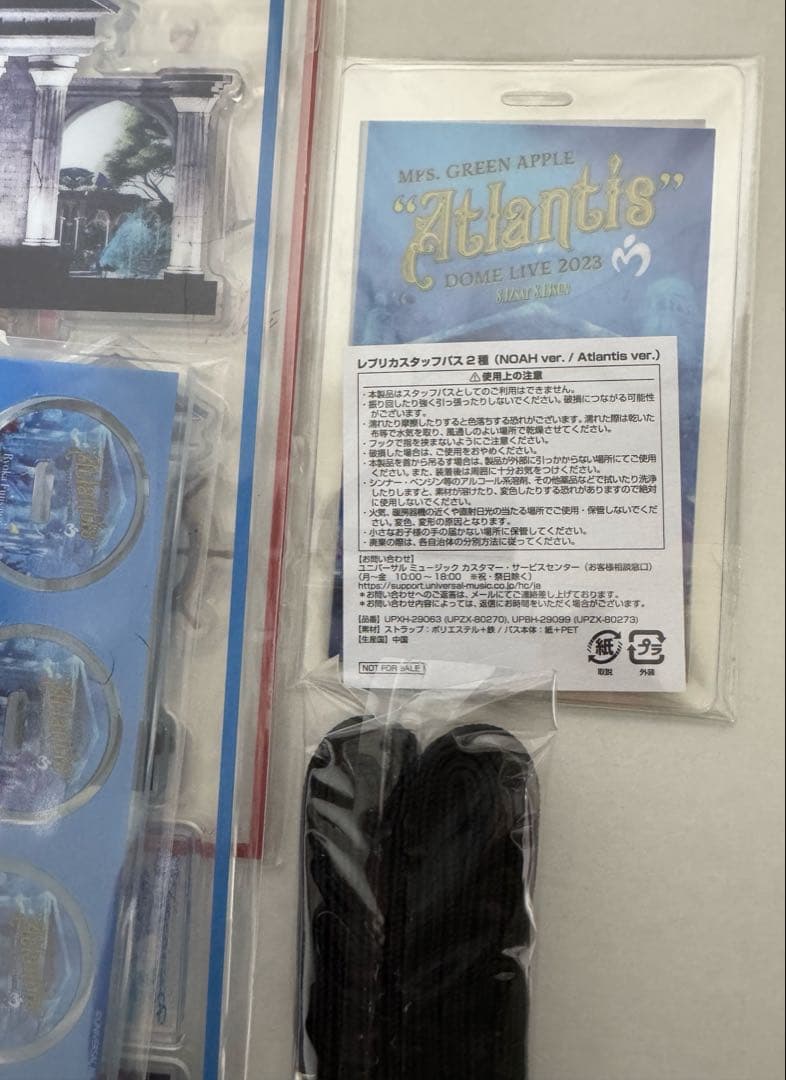 MRS. GREEN APPLE
"Atlantis"
DOME LIVE 2023
8.12SAT 8.13SUN
レプリカスタッフパス2種（NOAH ver. / Atlantis ver.）
⚠使用上の注意
・本製品はスタッフパスとしてのご利用はできません。
・振り回したり強く引っ張ったりしないでください。破損につながる可能性
がございます。
・濡れたり摩擦したりすると色落ちする恐れがございます。濡れた際は乾いた
布等で水気を取り、風通しのよい場所で乾燥させてください。
・フックで指を挟まないようにご注意ください。
・破損した場合は、ご使用をおやめください。
・本製品を首から吊るす場合は、製品が外部に引っかからない場所にてご使用
ください。また、装着後は周囲に十分お気をつけください。
・シンナー・ベンジン等のアルコール系溶剤、その他薬品などで拭いたり洗浄
したりしますと、素材が溶けたり、変色したりする恐れがありますので絶対
に使用しないでください。
・火気、暖房器機の近くや直射日光の当たる場所でご使用・保管しないでくだ
さい。変色、変形の原因となります。
・小さなお子様の手の届かない場所に保管してください。
・廃棄の際は、各自治体の分別方法に従ってください。
【お問い合わせ】
ユニバーサル ミュージック カスタマー・サービスセンター（お客様相談窓口）
（月～金　10:00～18:00　※祝・祭日除く）
https://support.universal-music.co.jp/hc/ja
＊お問い合わせへのご返答は、メールにてご連絡差し上げております。
＊お問い合わせ内容によっては、返信にお時間をいただく場合がございます。
【品番】UPXH-29063 (UPZX-80270), UPBH-29099 (UPZX-80273)
【素材】ストラップ：ポリエステル＋鉄 / パス本体：紙＋PET
【生産国】中国
紙 プラ
取説 外装
NOT FOR SALE
Atlantis
Atlantis
Atlantis